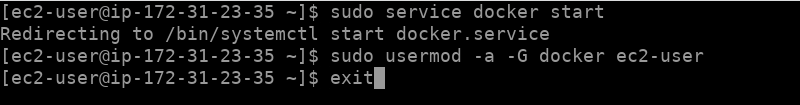 [ec2-user@ip-172-31-23-35 ~]$ sudo service docker start
Redirecting to /bin/systemctl start docker.service
[ec2-user@ip-172-31-23-35 ~]$ sudo usermod -a -G docker ec2-user
[ec2-user@ip-172-31-23-35 ~]$ exit